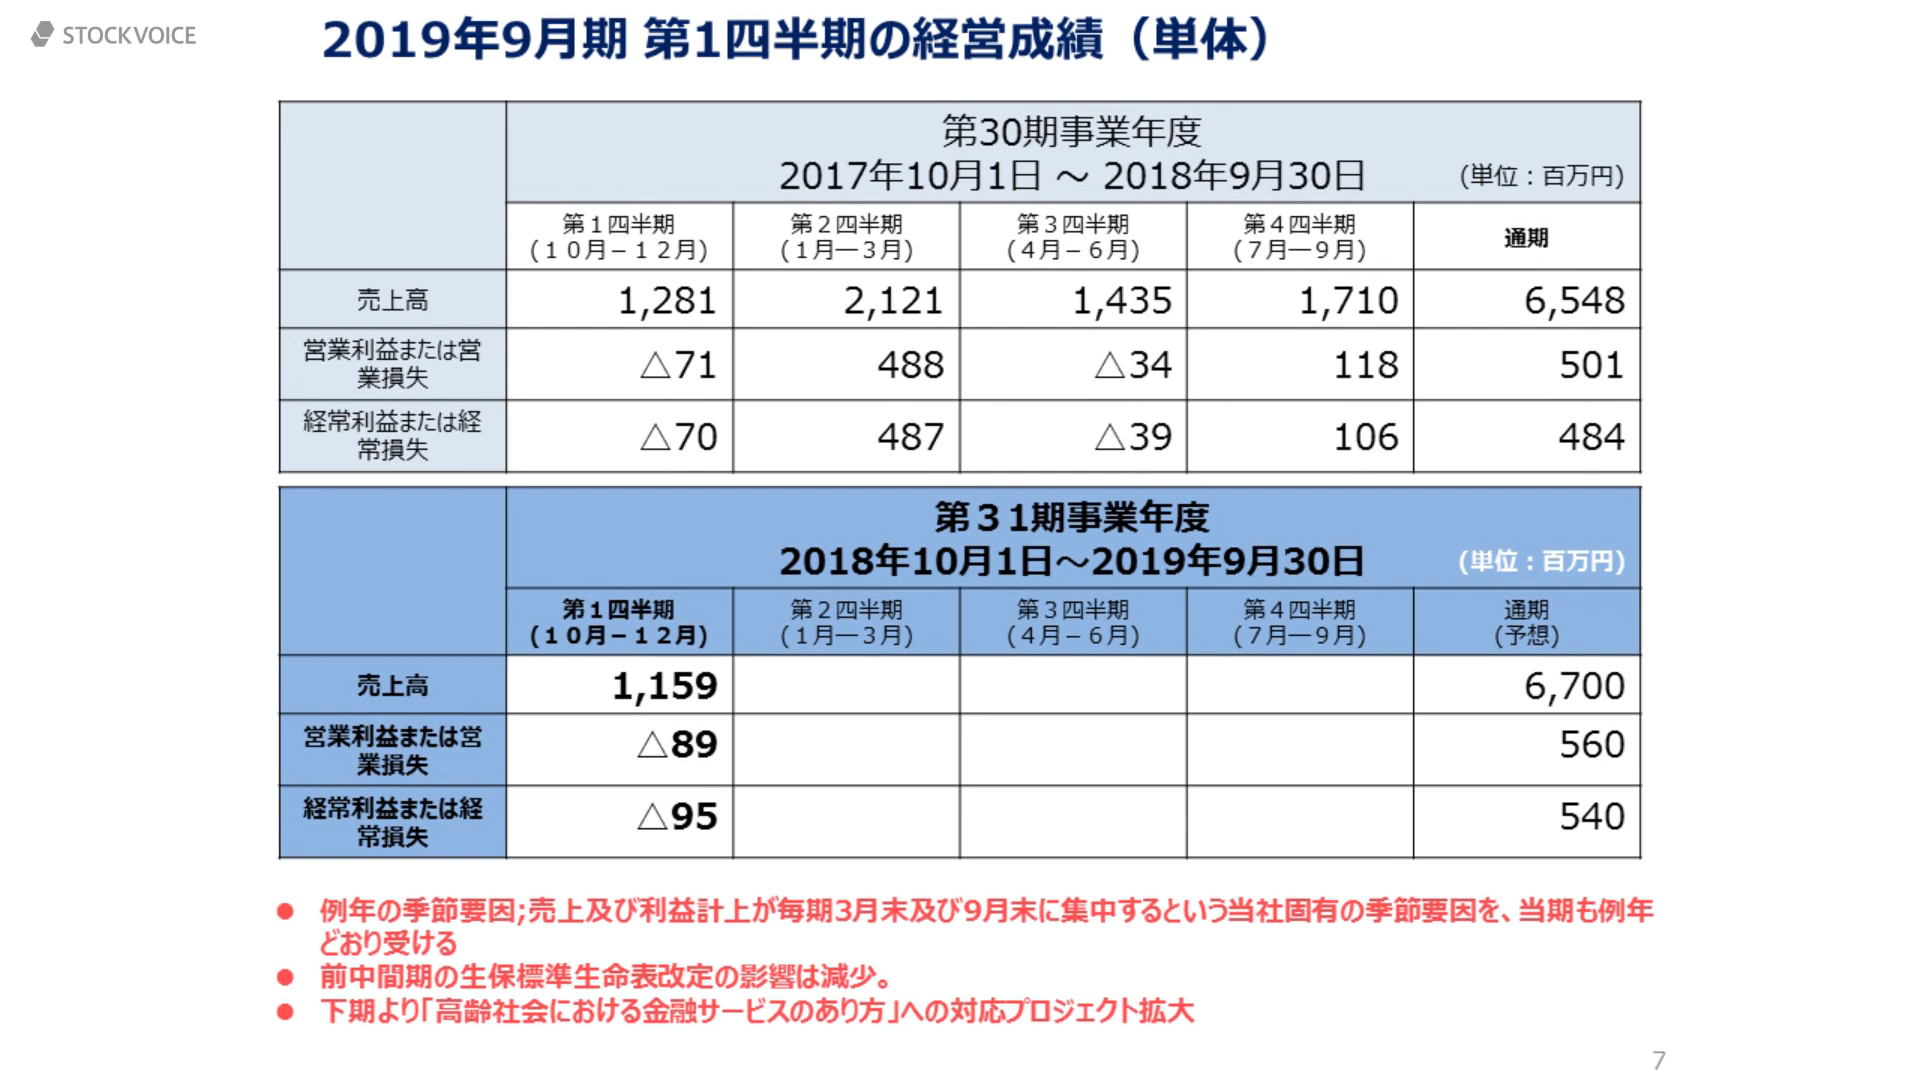 STOCKVOICE
2019年9月期 第1四半期の経営成績（単体）
第30期事業年度
2017年10月1日 ～ 2018年9月30日 (単位：百万円)
第１四半期 第２四半期 第３四半期 第４四半期 通期
(１０月－１２月) (１月―３月) (４月－６月) (７月―９月)
売上高 1,281 2,121 1,435 1,710 6,548
営業利益または営
業損失 △71 488 △34 118 501
経常利益または経
常損失 △70 487 △39 106 484
第３1期事業年度
2018年10月1日～2019年9月30日 (単位：百万円)
第１四半期 第２四半期 第３四半期 第４四半期 通期
(１０月－１２月) (１月―３月) (４月－６月) (７月―９月) (予想)
売上高 1,159 6,700
営業利益または営
業損失 △89 560
経常利益または経
常損失 △95 540
● 例年の季節要因;売上及び利益計上が毎期3月末及び9月末に集中するという当社固有の季節要因を、当期も例年
どおり受ける
● 前中間期の生保標準生命表改定の影響は減少。
● 下期より「高齢社会における金融サービスのあり方」への対応プロジェクト拡大
7